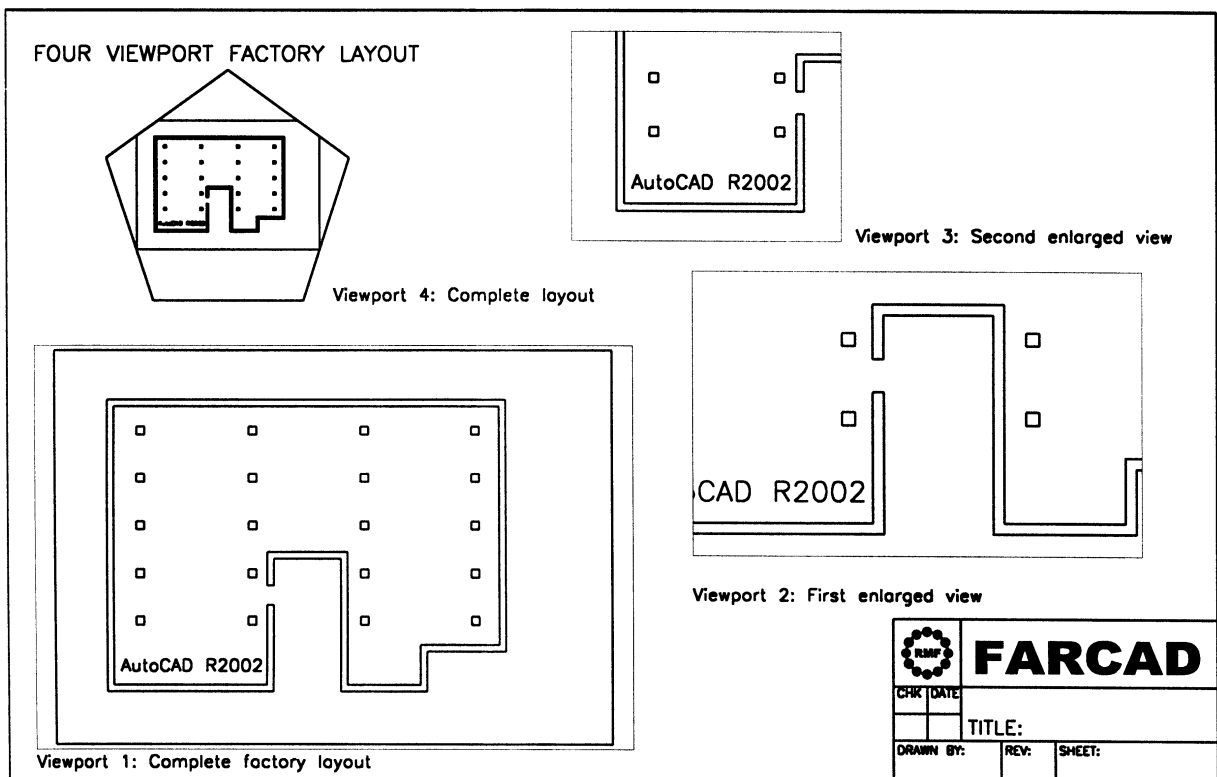 FOUR VIEWPORT FACTORY LAYOUT
AutoCAD R2002
Viewport 3: Second enlarged view
Viewport 4: Complete layout
CAD R2002
Viewport 2: First enlarged view
AutoCAD R2002
Viewport 1: Complete factory layout
RMF
FARCAD
CHK DATE
TITLE:
DRAWN BY: REV: SHEET: